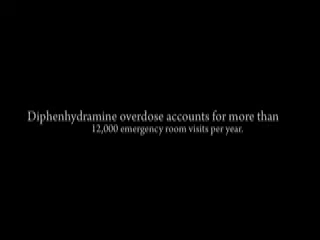 Diphenhydramine overdose accounts for more than
12,000 emergency room visits per year.